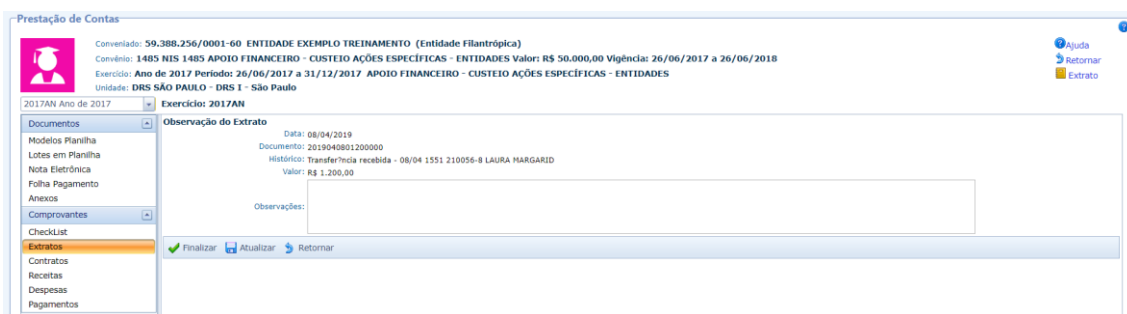 Prestação de Contas
Conveniado: 59.388.256/0001-60 ENTIDADE EXEMPLO TREINAMENTO (Entidade Filantrópica)
Convênio: 1485 NIS 1485 APOIO FINANCEIRO - CUSTEIO AÇÕES ESPECÍFICAS - ENTIDADES Valor: R$ 50.000,00 Vigência: 26/06/2017 a 26/06/2018
Exercício: Ano de 2017 Período: 26/06/2017 a 31/12/2017 APOIO FINANCEIRO - CUSTEIO AÇÕES ESPECÍFICAS - ENTIDADES
Unidade: DRS SÃO PAULO - DRS I - São Paulo
Ajuda
Retornar
Extrato
2017AN Ano de 2017
Exercício: 2017AN
Documentos
Modelos Planilha
Lotes em Planilha
Nota Eletrônica
Folha Pagamento
Anexos
Comprovantes
CheckList
Extratos
Contratos
Receitas
Despesas
Pagamentos
Observação do Extrato
Data: 08/04/2019
Documento: 2019040801200000
Histórico: Transfer?ncia recebida - 08/04 1551 210056-8 LAURA MARGARID
Valor: R$ 1.200,00
Observações:
Finalizar Atualizar Retornar